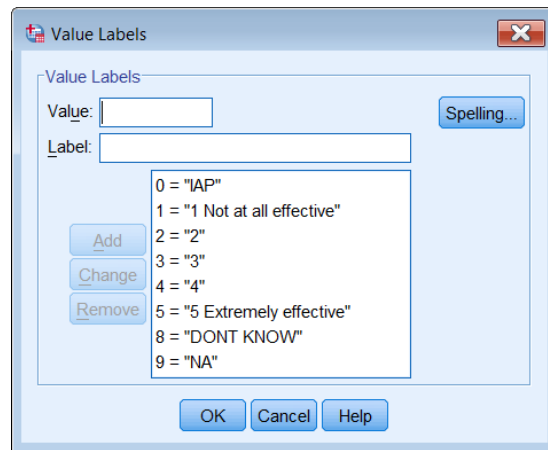 Value Labels
Value Labels
Value:
Spelling...
Label:
0 = "IAP"
1 = "1 Not at all effective"
Add
2 = "2"
3 = "3"
Change
4 = "4"
Remove
5 = "5 Extremely effective"
8 = "DONT KNOW"
9 = "NA"
OK Cancel Help